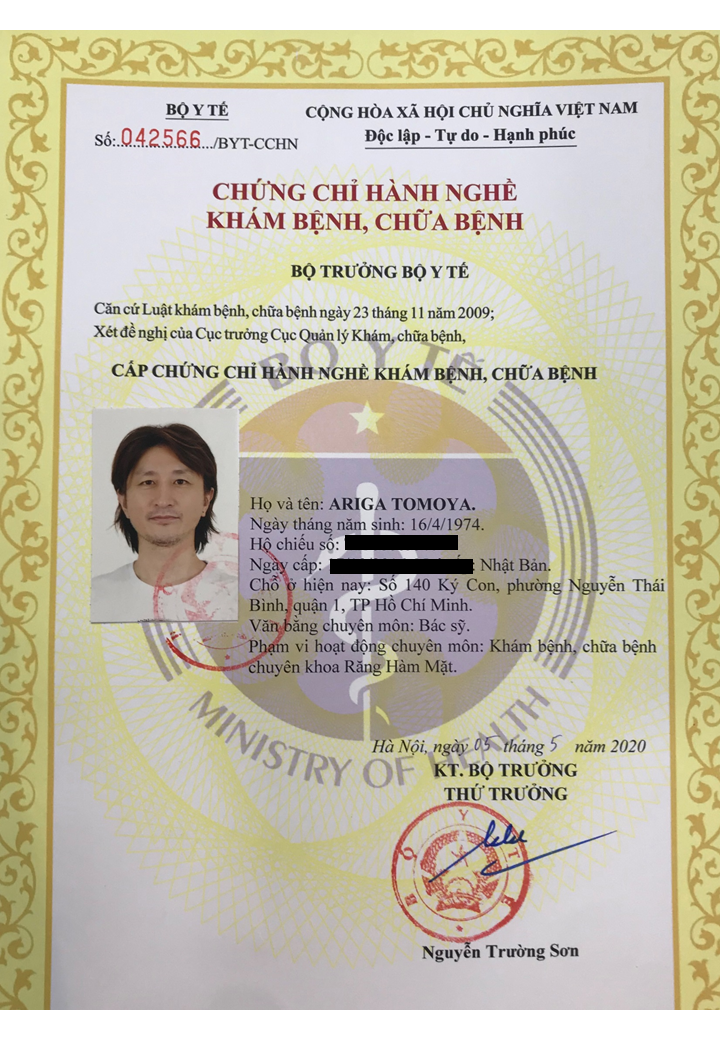 BỘ Y TẾ
CỘNG HÒA XÃ HỘI CHỦ NGHĨA VIỆT NAM
Số:.042566.../BYT-CCHN
Độc lập - Tự do - Hạnh phúc
CHỨNG CHỈ HÀNH NGHỀ
KHÁM BỆNH, CHỮA BỆNH
BỘ TRƯỞNG BỘ Y TẾ
Căn cứ Luật khám bệnh, chữa bệnh ngày 23 tháng 11 năm 2009;
Xét đề nghị của Cục trưởng Cục Quản lý Khám, chữa bệnh,
BỘ Y TẾ
CẤP CHỨNG CHỈ HÀNH NGHỀ KHÁM BỆNH, CHỮA BỆNH
Họ và tên: ARIGA TOMOYA.
Ngày tháng năm sinh: 16/4/1974.
Hộ chiếu số:
Ngày cấp: : Nhật Bản.
Chỗ ở hiện nay: Số 140 Ký Con, phường Nguyễn Thái
Bình, quận 1, TP Hồ Chí Minh.
Văn bằng chuyên môn: Bác sỹ.
Phạm vi hoạt động chuyên môn: Khám bệnh, chữa bệnh
chuyên khoa Răng Hàm Mặt.
MINISTRY OF HEALTH
Hà Nội, ngày 05 tháng 5 năm 2020
KT. BỘ TRƯỞNG
THỨ TRƯỞNG
BỘ Y TẾ
Nguyễn Trường Sơn